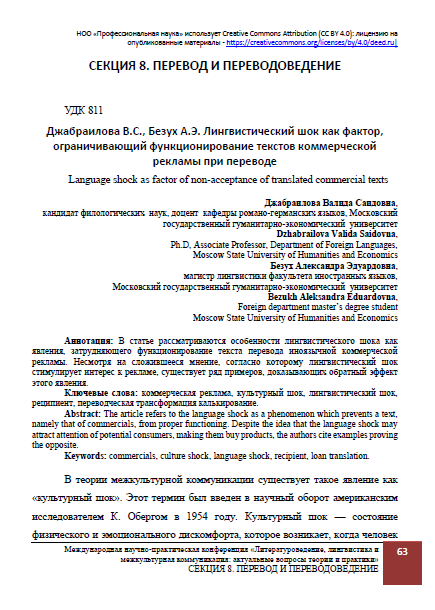 НОО «Профессиональная наука» использует Creative Commons Attribution (CC BY 4.0): лицензию на
опубликованные материалы - https://creativecommons.org/licenses/by/4.0/deed.ru
СЕКЦИЯ 8. ПЕРЕВОД И ПЕРЕВОДОВЕДЕНИЕ
УДК 811
Джабраилова В.С., Безух А.Э. Лингвистический шок как фактор,
ограничивающий функционирование текстов коммерческой
рекламы при переводе
Language shock as factor of non-acceptance of translated commercial texts
Джабраилова Валида Саидовна,
кандидат филологических наук, доцент кафедры романо-германских языков, Московский
государственный гуманитарно-экономический университет
Dzhabrailova Valida Saidovna,
Ph.D, Associate Professor, Department of Foreign Languages,
Moscow State University of Humanities and Economics
Безух Александра Эдуардовна,
магистр лингвистики факультета иностранных языков,
Московский государственный гуманитарно-экономический университет
Bezukh Aleksandra Eduardovna,
Foreign department master's degree student
Moscow State University of Humanities and Economics
Аннотация: В статье рассматриваются особенности лингвистического шока как
явления, затрудняющего функционирование текста перевода иноязычной коммерческой
рекламы. Несмотря на сложившееся мнение, согласно которому лингвистический шок
стимулирует интерес к рекламе, существует ряд примеров, доказывающих обратный эффект
этого явления.
Ключевые слова: коммерческая реклама, культурный шок, лингвистический шок,
реципиент, переводческая трансформация калькирование.
Abstract: The article refers to the language shock as a phenomenon which prevents a text,
namely that of commercials, from proper functioning. Despite the idea that the language shock may
attract attention of potential consumers, making them buy products, the authors cite examples proving
the opposite.
Keywords: commercials, culture shock, language shock, recipient, loan translation.
В теории межкультурной коммуникации существует такое явление как
«культурный шок». Этот термин был введен в научный оборот американским
исследователем К. Обергом в 1954 году. Культурный шок — состояние
физического и эмоционального дискомфорта, которое возникает, когда человек
Международная научно-практическая конференция «Литературоведение, лингвистика и
межкультурная коммуникация: актуальные вопросы теории и практики»
СЕКЦИЯ 8. ПЕРЕВОД И ПЕРЕВОДОВЕДЕНИЕ
63